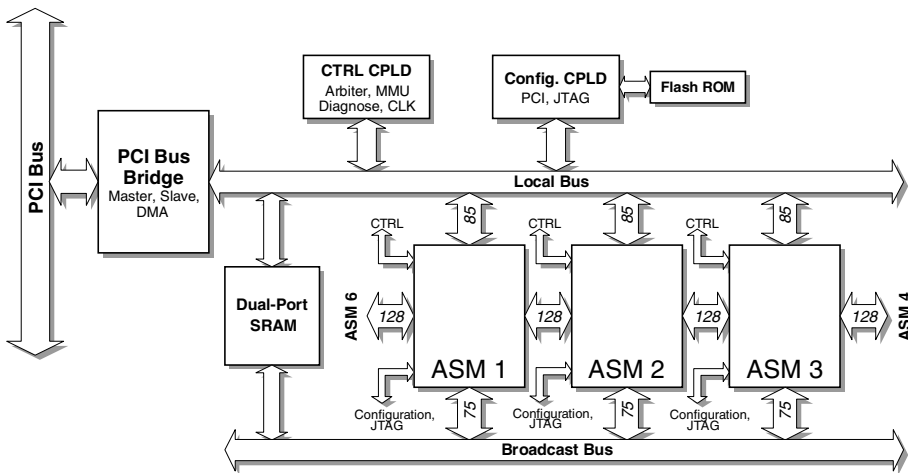 PCI Bus
PCI Bus
Bridge
Master, Slave,
DMA
CTRL CPLD
Arbiter, MMU
Diagnose, CLK
Config. CPLD
PCI, JTAG
Flash ROM
Local Bus
85
85
85
CTRL
CTRL
CTRL
Dual-Port
SRAM
ASM 6
128
128
128
128
ASM 4
ASM 1
ASM 2
ASM 3
Configuration,
JTAG
75
Configuration,
JTAG
75
Configuration,
JTAG
75
Broadcast Bus